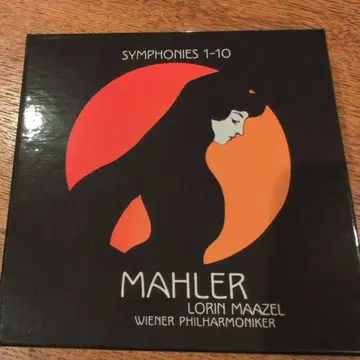 SYMPHONIES 1-10
MAHLER
LORIN MAAZEL
WIENER PHILHARMONIKER